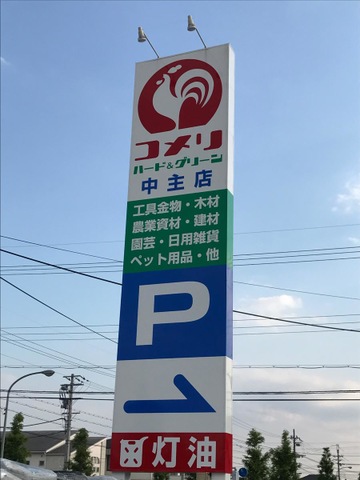 コメリ
ハード&グリーン
中主店
工具金物・木材
農業資材・建材
園芸・日用雑貨
ペット用品・他
P
灯油